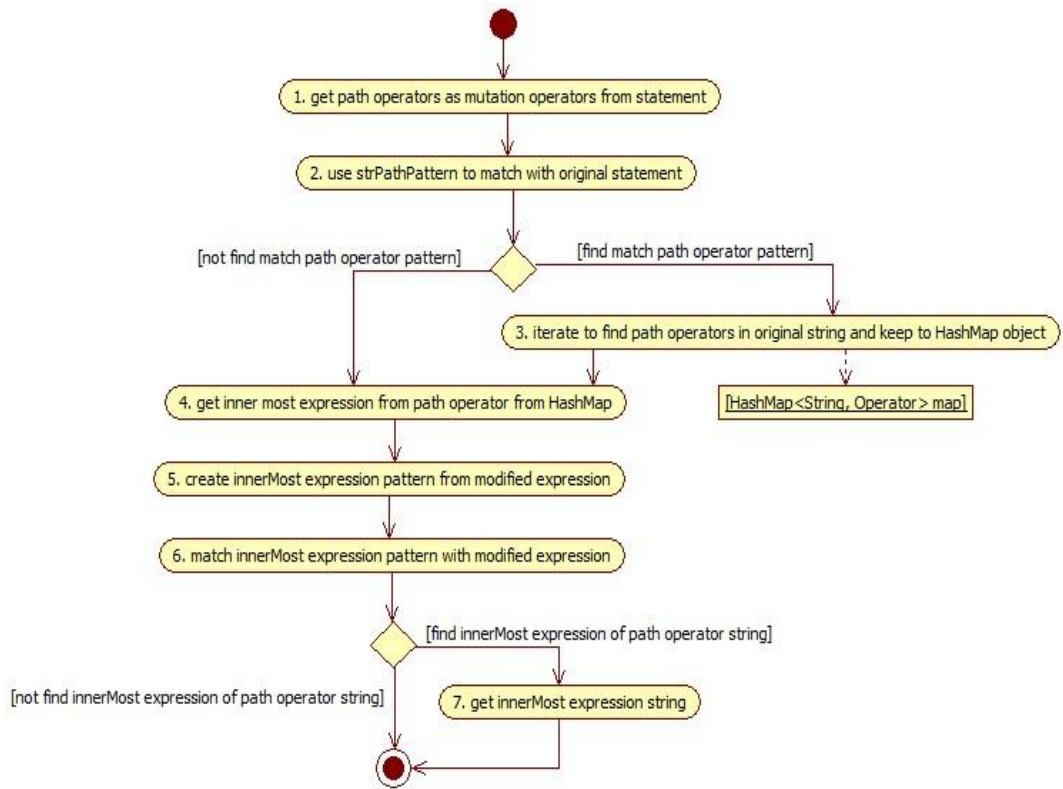 1. get path operators as mutation operators from statement
2. use strPathPattern to match with original statement
[not find match path operator pattern]
[find match path operator pattern]
3. iterate to find path operators in original string and keep to HashMap object
4. get inner most expression from path operator from HashMap
[HashMap<String, Operator> map]
5. create innerMost expression pattern from modified expression
6. match innerMost expression pattern with modified expression
[find innerMost expression of path operator string]
[not find innerMost expression of path operator string]
7. get innerMost expression string